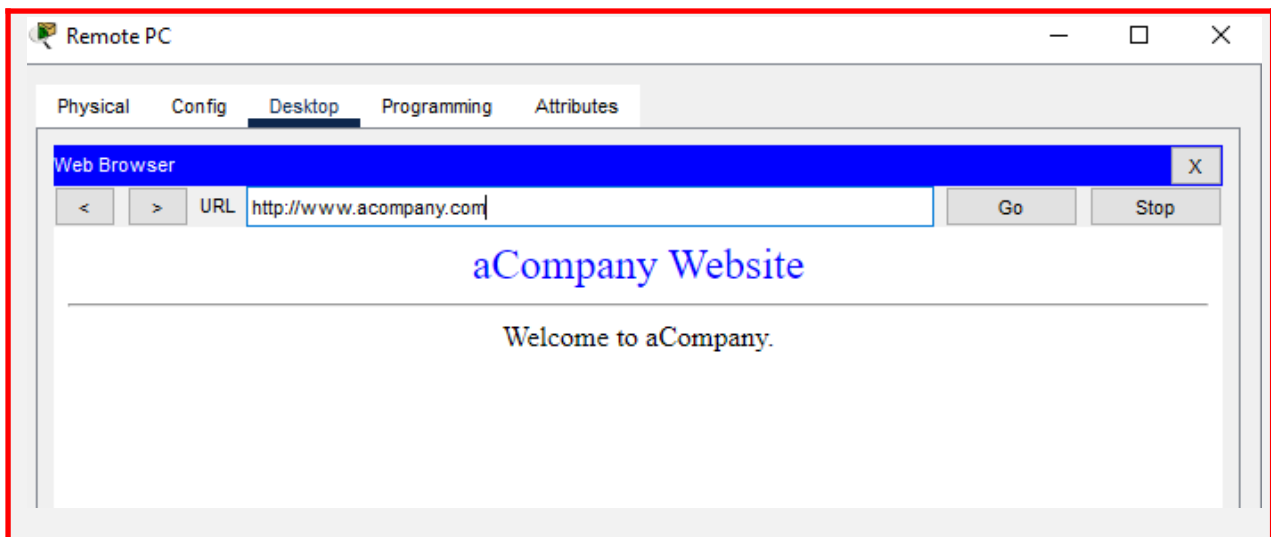 Remote PC
Physical Config Desktop Programming Attributes
Web Browser X
< > URL http://www.acompany.com Go Stop
aCompany Website
Welcome to aCompany.